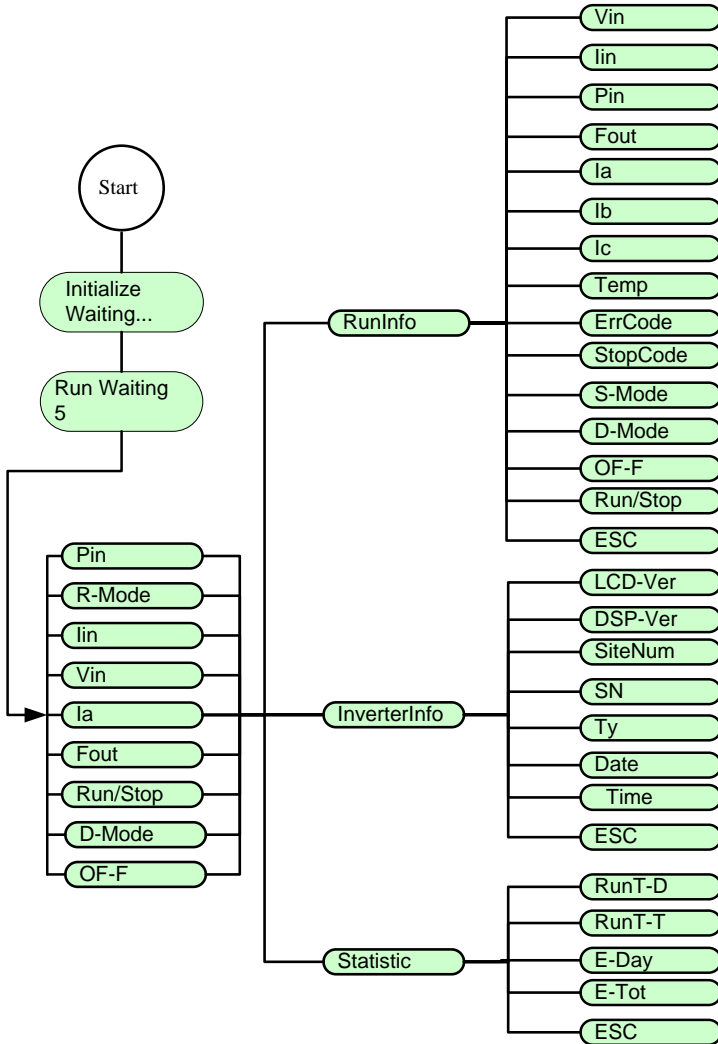 Start
Initialize
Waiting...
Run Waiting
5
Pin
R-Mode
Iin
Vin
Ia
Fout
Run/Stop
D-Mode
OF-F
RunInfo
InverterInfo
Statistic
Vin
Iin
Pin
Fout
Ia
Ib
Ic
Temp
ErrCode
StopCode
S-Mode
D-Mode
OF-F
Run/Stop
ESC
LCD-Ver
DSP-Ver
SiteNum
SN
Ty
Date
Time
ESC
RunT-D
RunT-T
E-Day
E-Tot
ESC